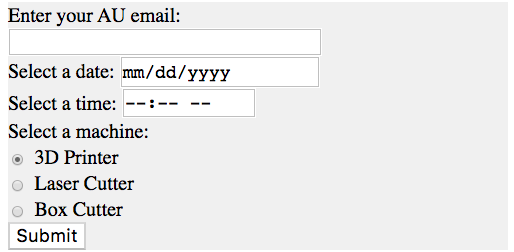 Enter your AU email:
Select a date: mm/dd/yyyy
Select a time: --:-- --
Select a machine:
3D Printer
Laser Cutter
Box Cutter
Submit